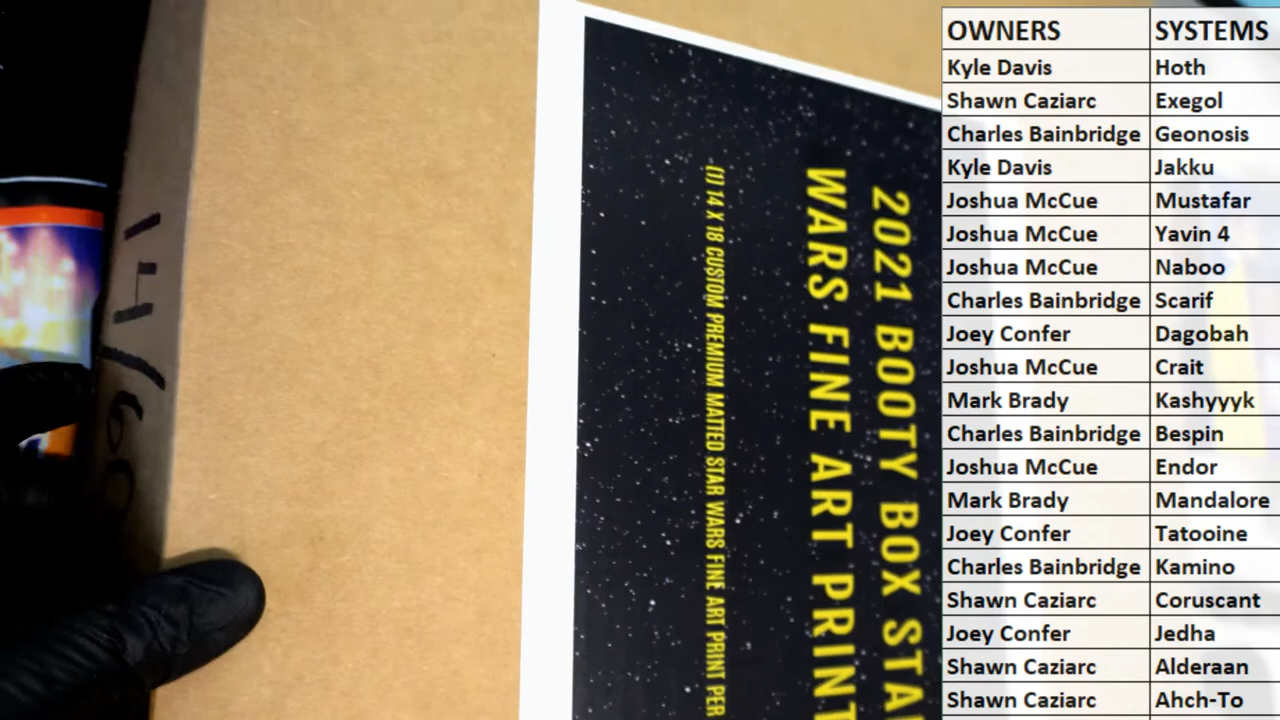 14/60
2021 BOOTY BOX STAR
WARS FINE ART PRINT
(1) 14 X 18 CUSTOM PREMIUM MATTED STAR WARS FINE ART PRINT PER
OWNERS SYSTEMS
Kyle Davis Hoth
Shawn Caziarc Exegol
Charles Bainbridge Geonosis
Kyle Davis Jakku
Joshua McCue Mustafar
Joshua McCue Yavin 4
Joshua McCue Naboo
Charles Bainbridge Scarif
Joey Confer Dagobah
Joshua McCue Crait
Mark Brady Kashyyyk
Charles Bainbridge Bespin
Joshua McCue Endor
Mark Brady Mandalore
Joey Confer Tatooine
Charles Bainbridge Kamino
Shawn Caziarc Coruscant
Joey Confer Jedha
Shawn Caziarc Alderaan
Shawn Caziarc Ahch-To